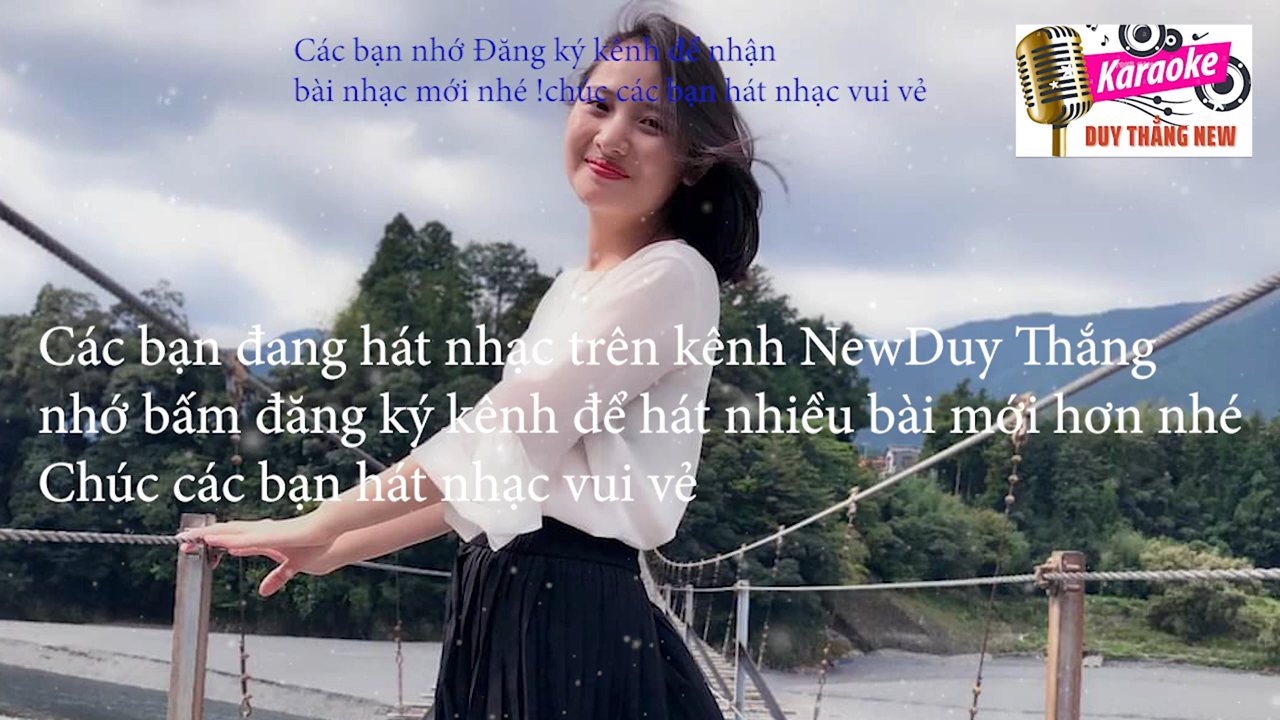 Các bạn nhớ Đăng ký kênh để nhận
bài nhạc mới nhé !chúc các bạn hát nhạc vui vẻ
Karaoke
DUY THẮNG NEW
Các bạn đang hát nhạc trên kênh NewDuy Thắng
nhớ bấm đăng ký kênh để hát nhiều bài mới hơn nhé
Chúc các bạn hát nhạc vui vẻ